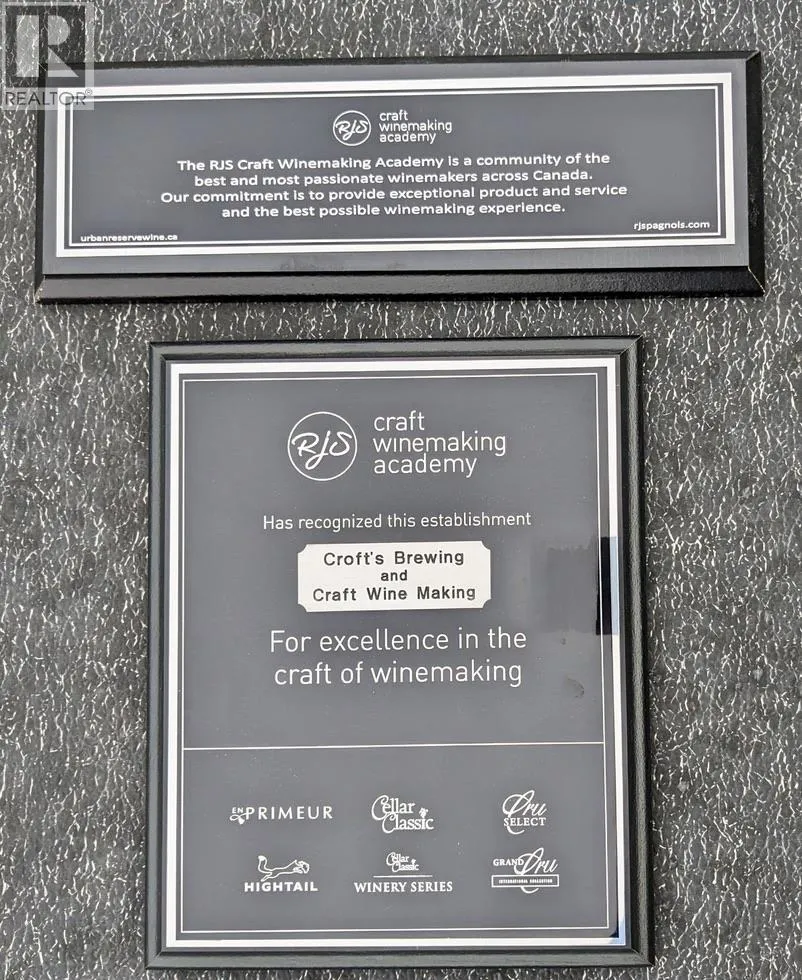 REALTOR®
RJS
craft
winemaking
academy
The RJS Craft Winemaking Academy is a community of the
best and most passionate winemakers across Canada.
Our commitment is to provide exceptional product and service
and the best possible winemaking experience.
urbanreservewine.ca
rjspagnols.com
RJS
craft
winemaking
academy
Has recognized this establishment
Croft's Brewing
and
Craft Wine Making
For excellence in the
craft of winemaking
EN PRIMEUR
Cellar
Classic
Cru
SELECT
HIGHTAIL
Cellar
Classic
WINERY SERIES
GRAND Cru
INTERNATIONAL COLLECTION